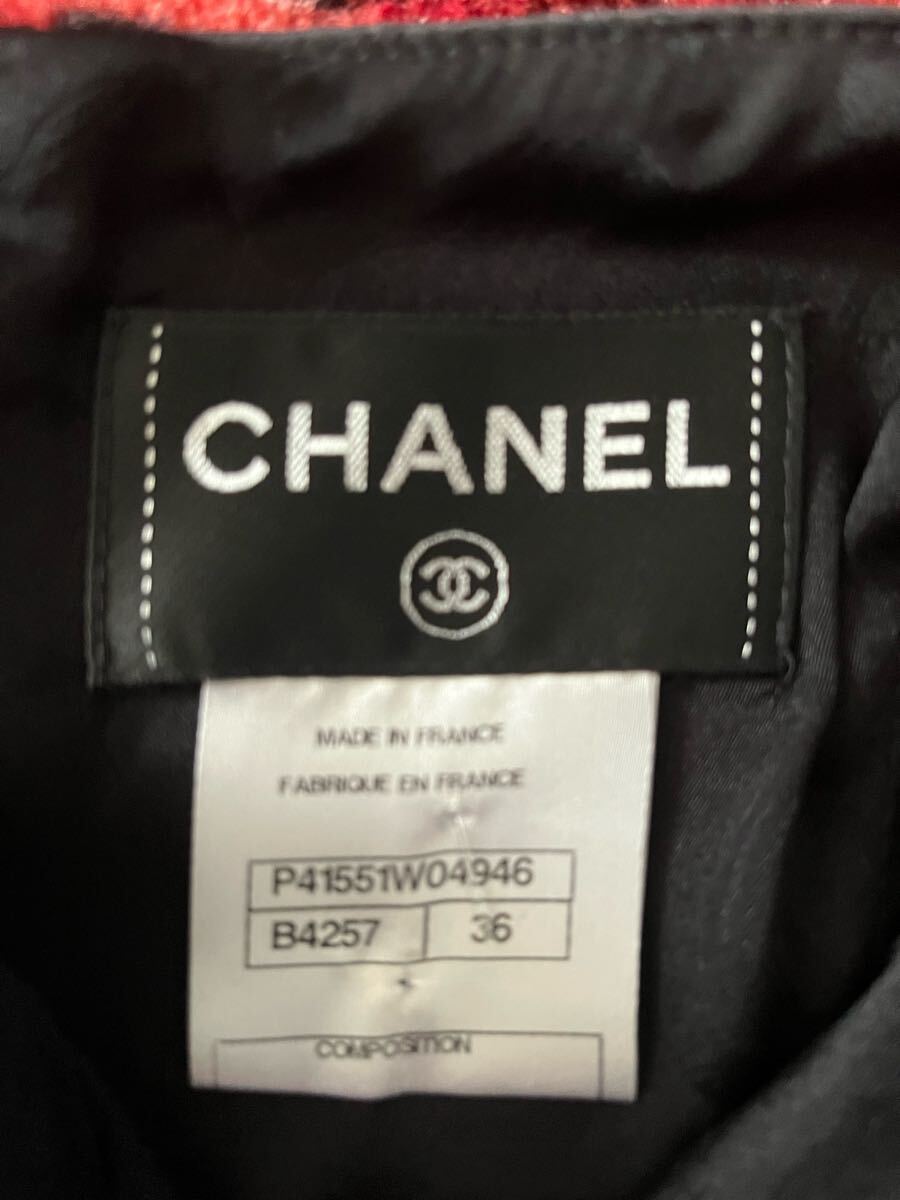 CHANEL
MADE IN FRANCE
FABRIQUE EN FRANCE
P41551W04946
B4257 36
COMPOSITION